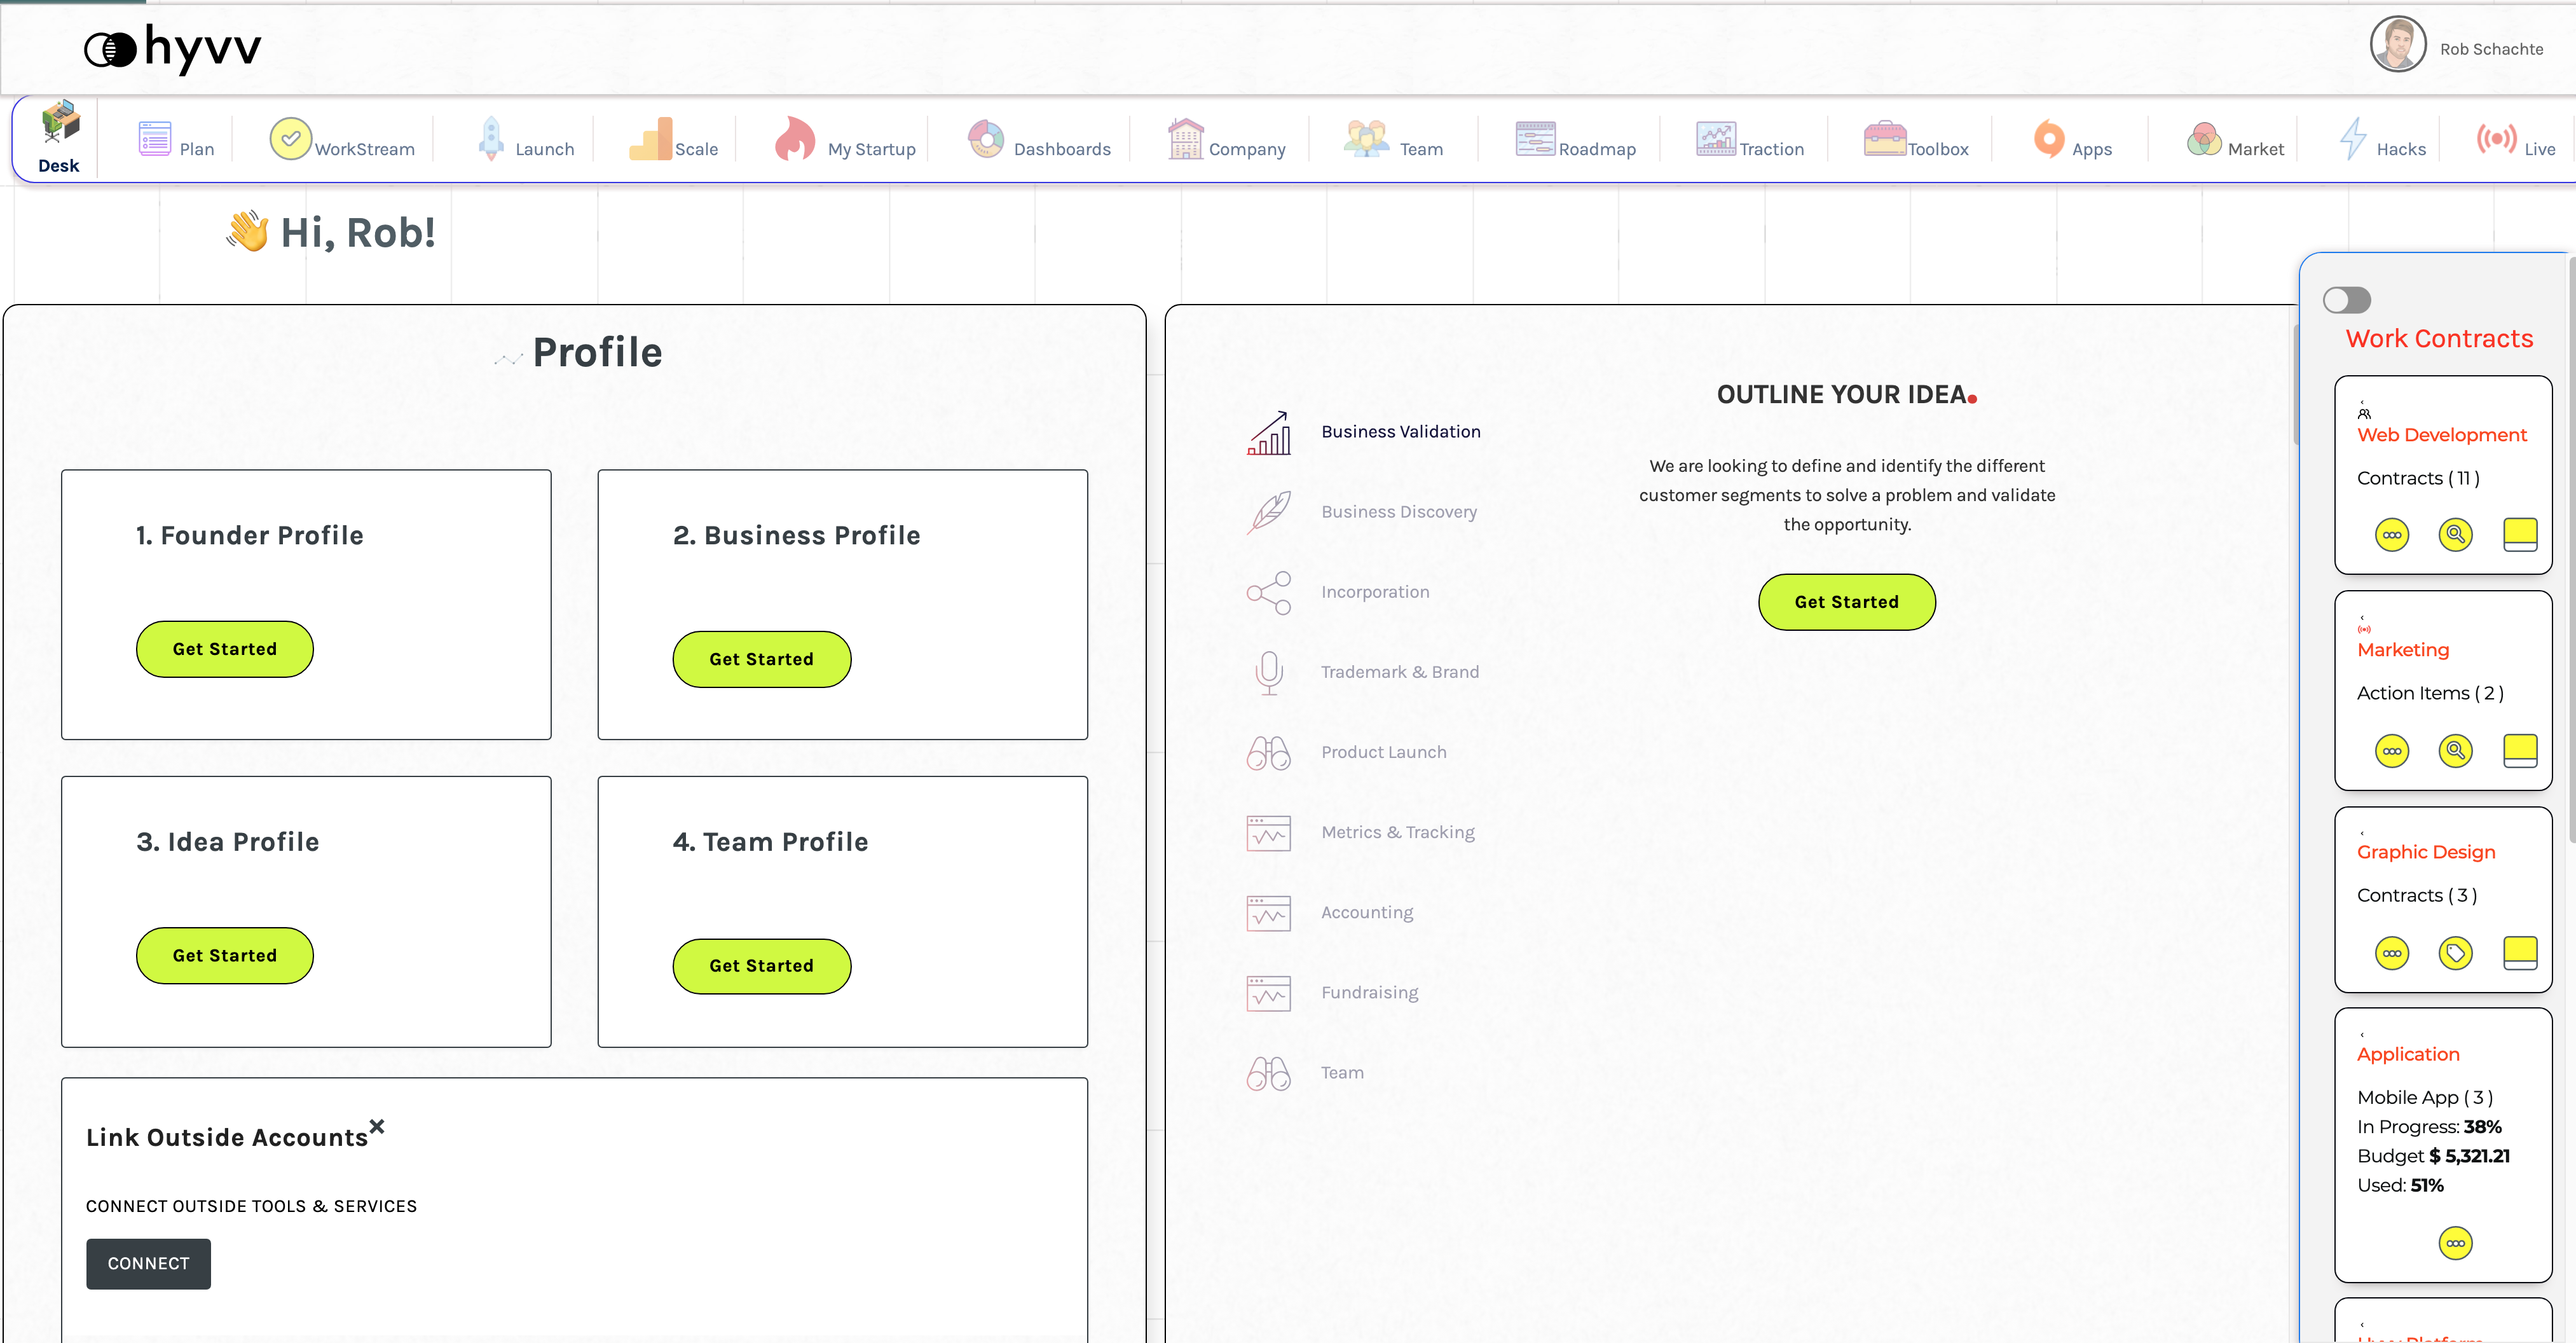 hyvv
Rob Schachte
Desk
Plan
WorkStream
Launch
Scale
My Startup
Dashboards
Company
Team
Roadmap
Traction
Toolbox
Apps
Market
Hacks
Live
👋 Hi, Rob!
Profile
1. Founder Profile
Get Started
2. Business Profile
Get Started
3. Idea Profile
Get Started
4. Team Profile
Get Started
Link Outside Accounts
CONNECT OUTSIDE TOOLS & SERVICES
CONNECT
Business Validation
Business Discovery
Incorporation
Trademark & Brand
Product Launch
Metrics & Tracking
Accounting
Fundraising
Team
OUTLINE YOUR IDEA.
We are looking to define and identify the different
customer segments to solve a problem and validate
the opportunity.
Get Started
Work Contracts
Web Development
Contracts ( 11 )
Marketing
Action Items ( 2 )
Graphic Design
Contracts ( 3 )
Application
Mobile App ( 3 )
In Progress: 38%
Budget $ 5,321.21
Used: 51%